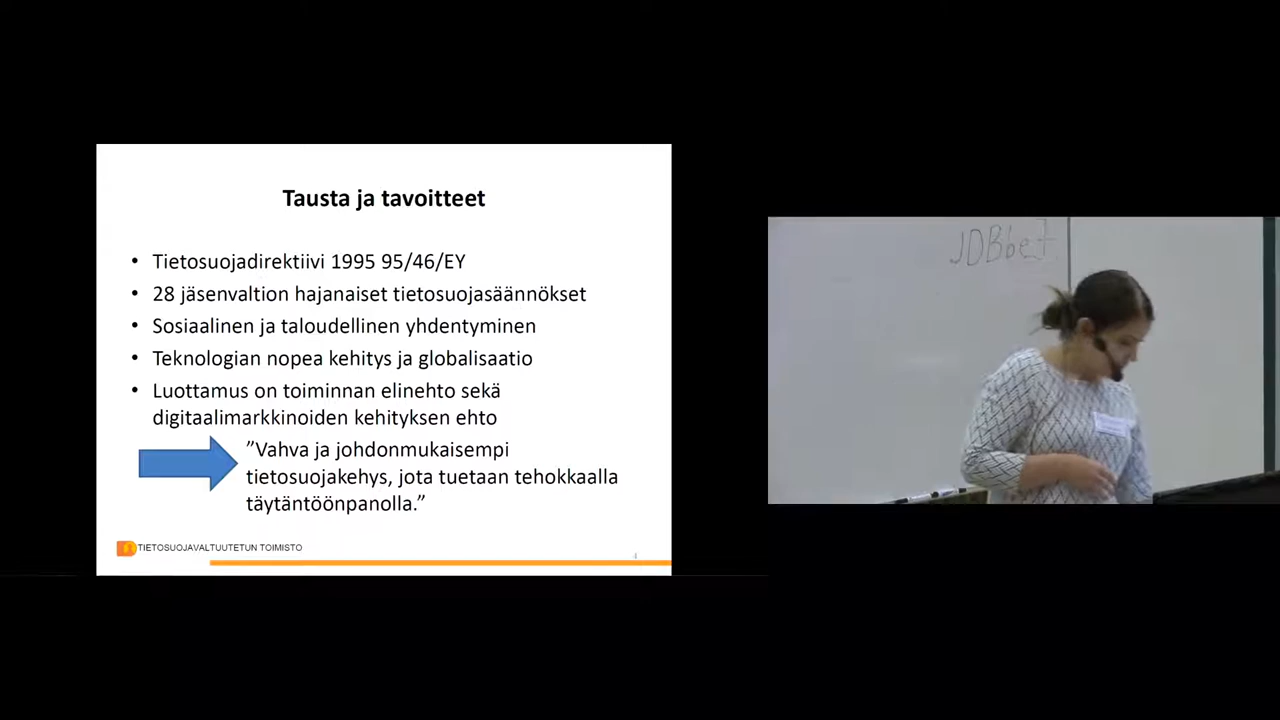 Tausta ja tavoitteet
• Tietosuojadirektiivi 1995 95/46/EY
• 28 jäsenvaltion hajanaiset tietosuojasäännökset
• Sosiaalinen ja taloudellinen yhdentyminen
• Teknologian nopea kehitys ja globalisaatio
• Luottamus on toiminnan elinehto sekä
digitaalimarkkinoiden kehityksen ehto
”Vahva ja johdonmukaisempi
tietosuojakehys, jota tuetaan tehokkaalla
täytäntöönpanolla.”
TIETOSUOJAVALTUUTETUN TOIMISTO
4